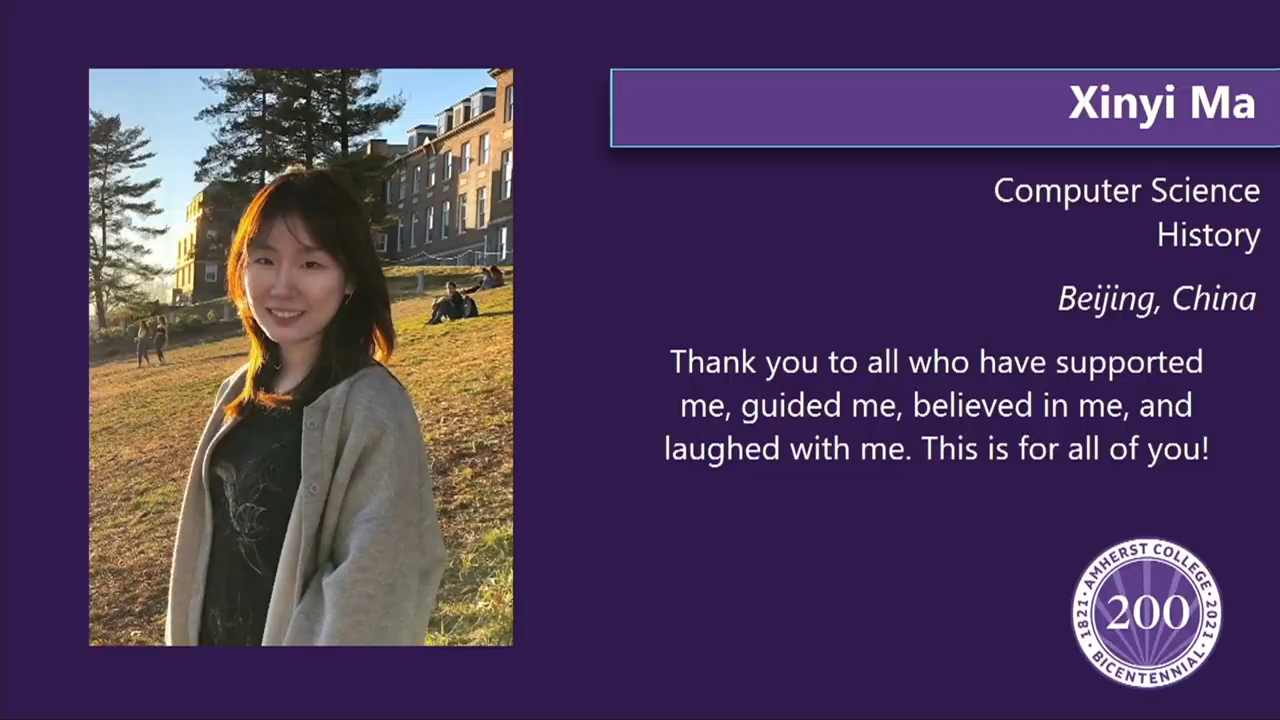 Xinyi Ma
Computer Science
History
Beijing, China
Thank you to all who have supported
me, guided me, believed in me, and
laughed with me. This is for all of you!
AMHERST COLLEGE
1821
200
2021
BICENTENNIAL